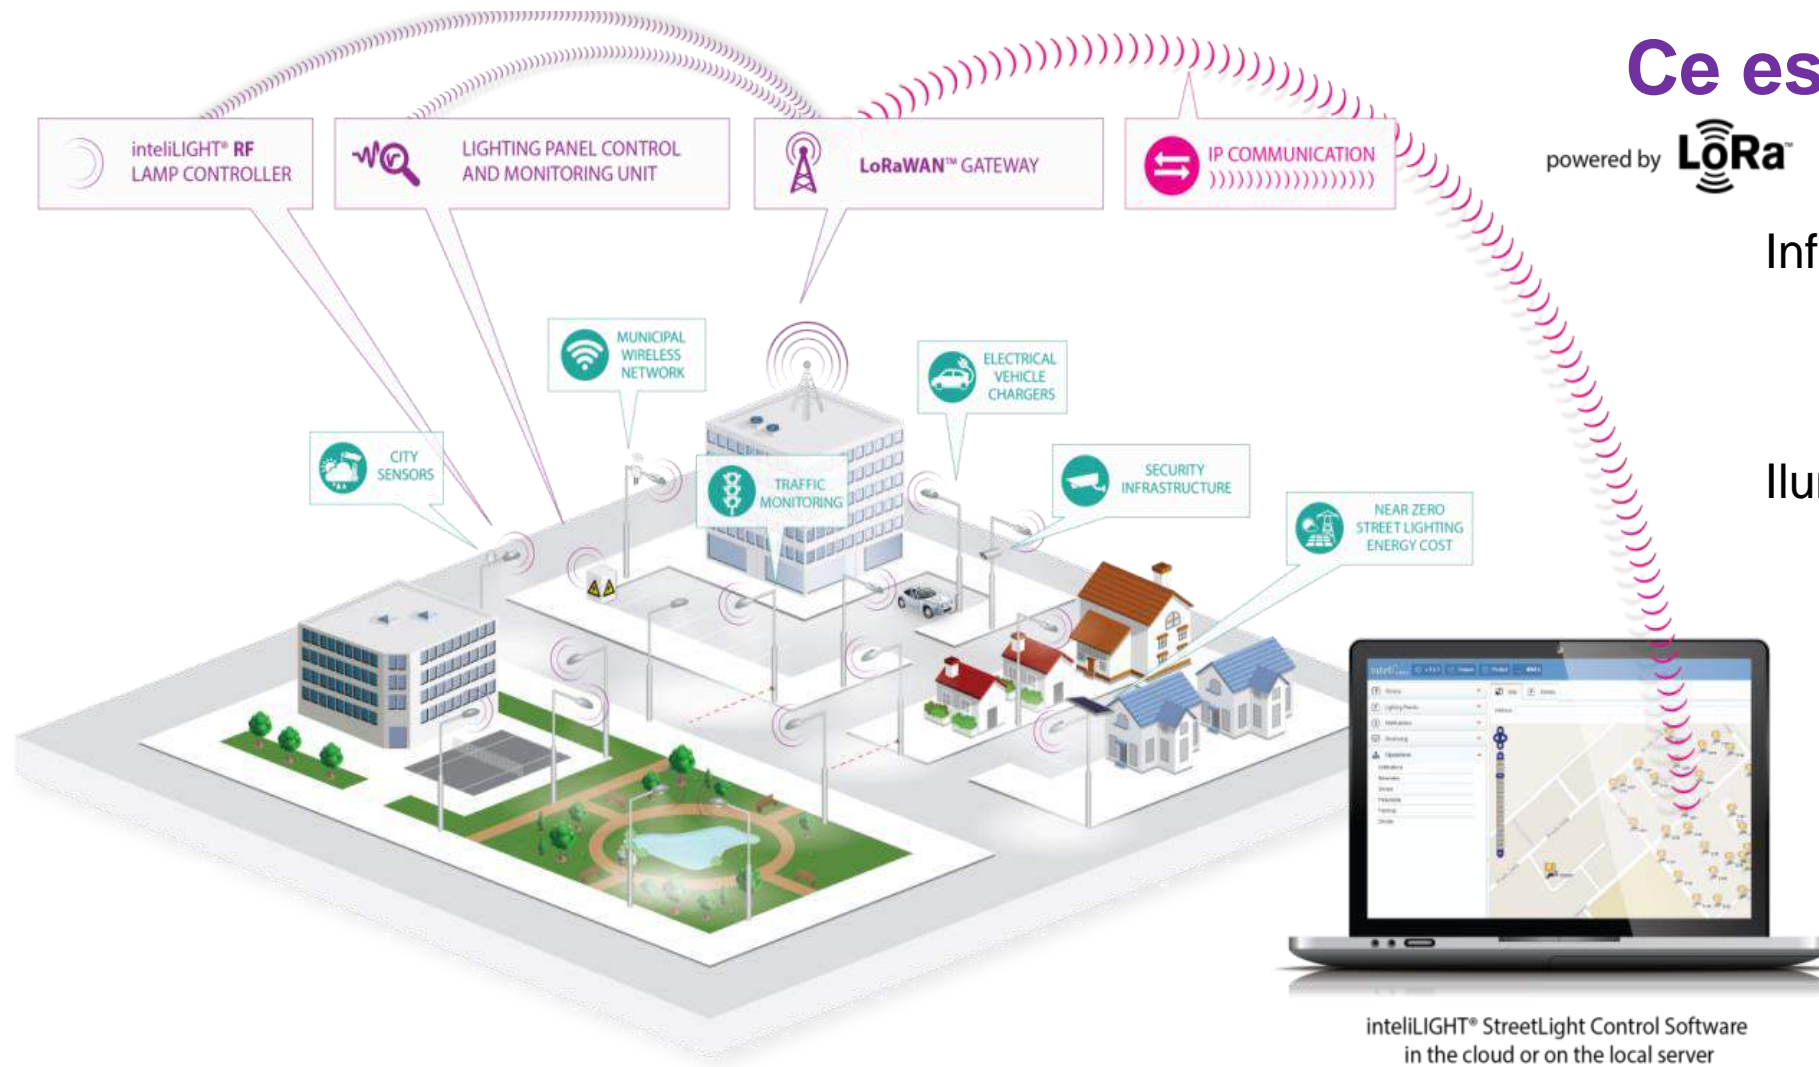 Ce es
powered by LoRa™
Inf
Ilu
inteliLIGHT® RF
LAMP CONTROLLER
LIGHTING PANEL CONTROL
AND MONITORING UNIT
LoRaWAN™ GATEWAY
IP COMMUNICATION
MUNICIPAL
WIRELESS
NETWORK
ELECTRICAL
VEHICLE
CHARGERS
CITY
SENSORS
TRAFFIC
MONITORING
SECURITY
INFRASTRUCTURE
NEAR ZERO
STREET LIGHTING
ENERGY COST
inteliLIGHT® StreetLight Control Software
in the cloud or on the local server